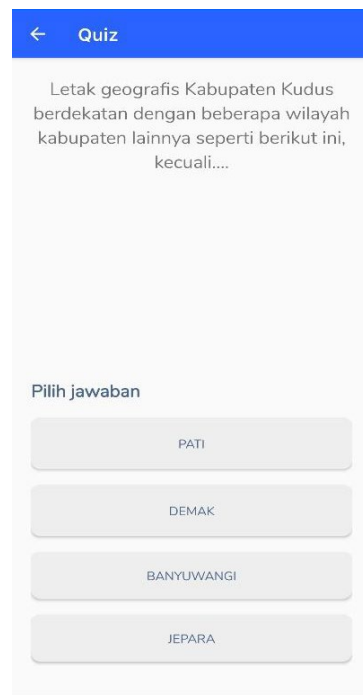 Quiz
Letak geografis Kabupaten Kudus
berdekatan dengan beberapa wilayah
kabupaten lainnya seperti berikut ini,
kecuali....
Pilih jawaban
PATI
DEMAK
BANYUWANGI
JEPARA